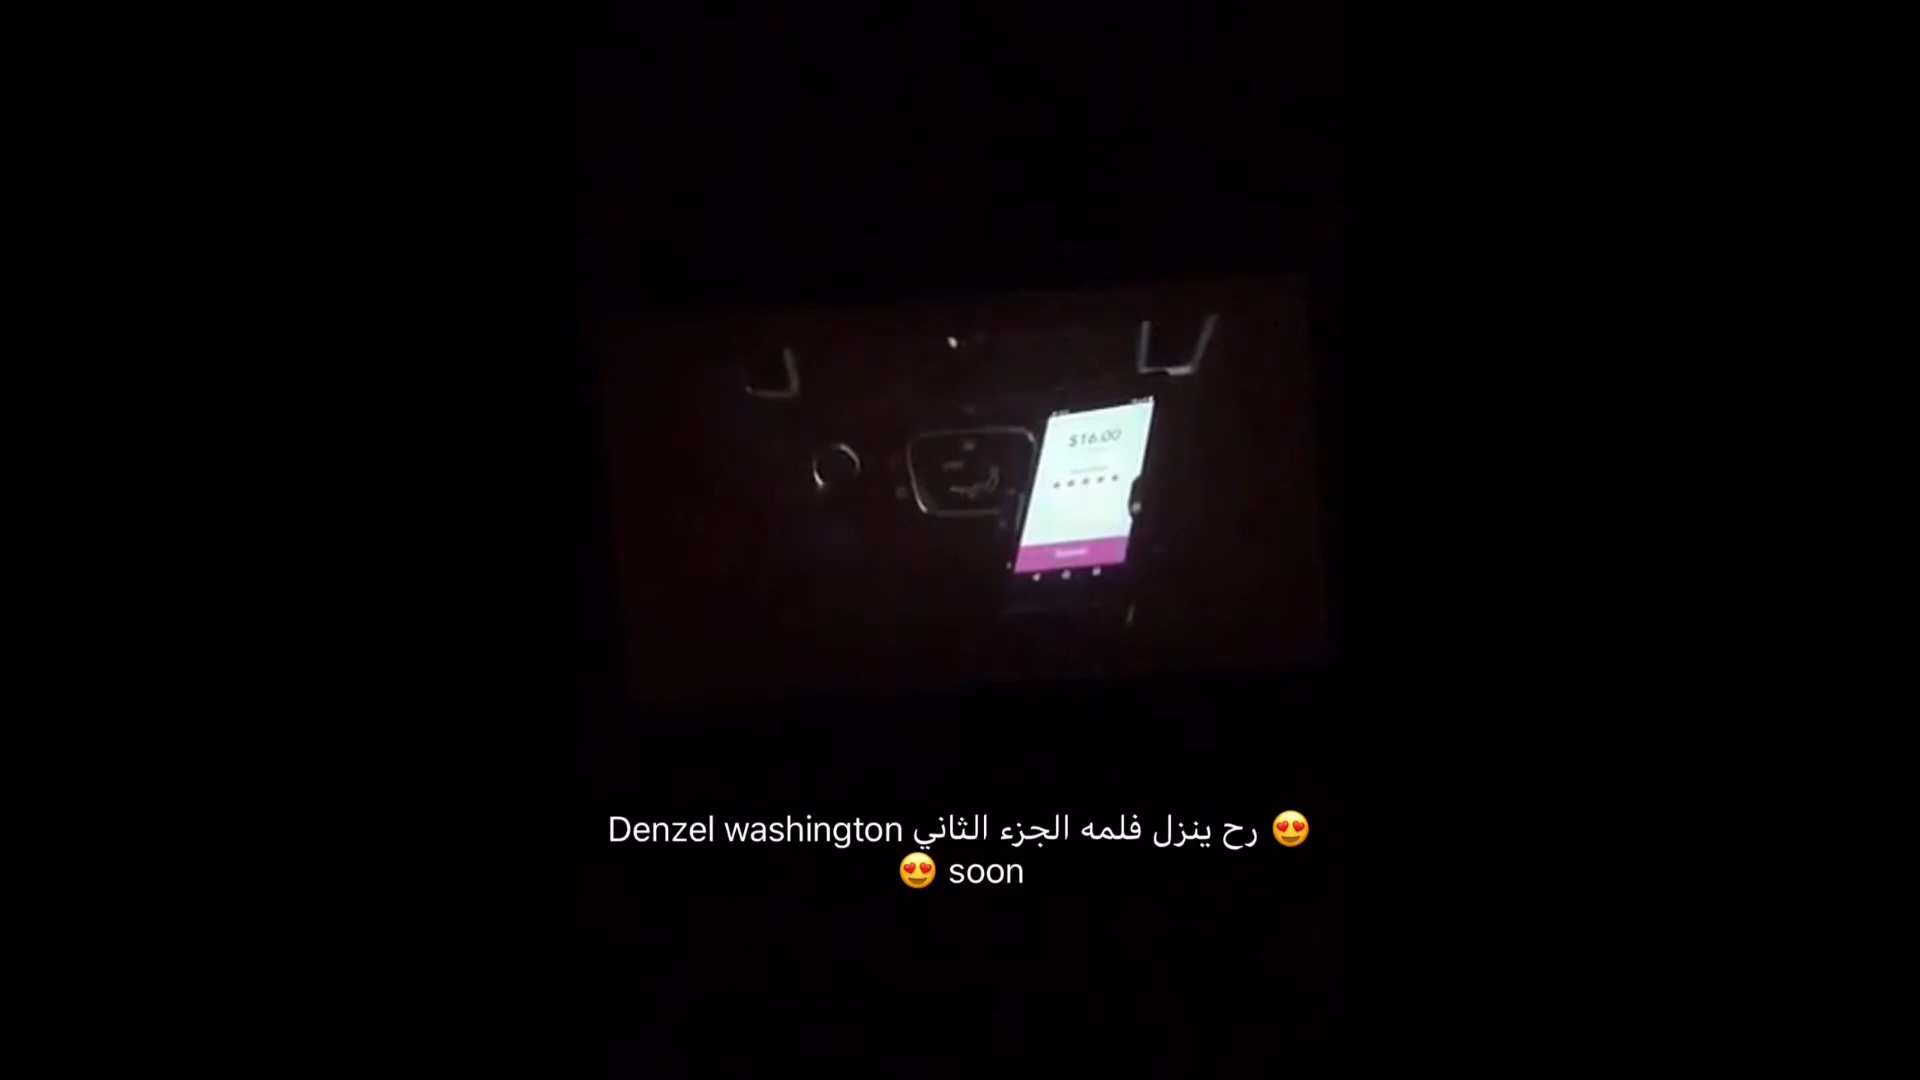 $16.00
😍 رح ينزل فلمه الجزء الثاني Denzel washington
😍 soon